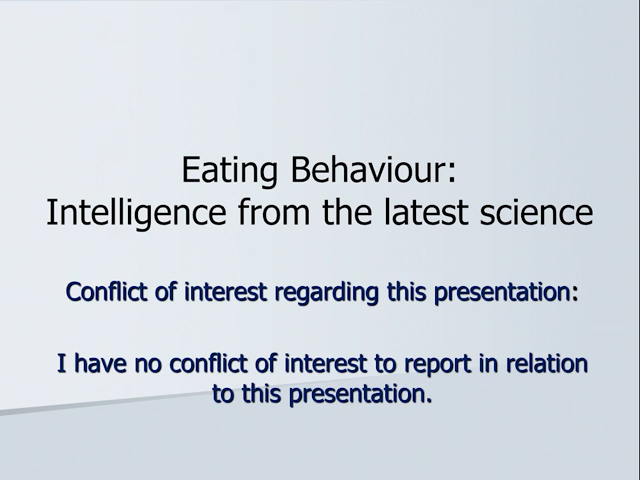 Eating Behaviour:
Intelligence from the latest science
Conflict of interest regarding this presentation:
I have no conflict of interest to report in relation
to this presentation.